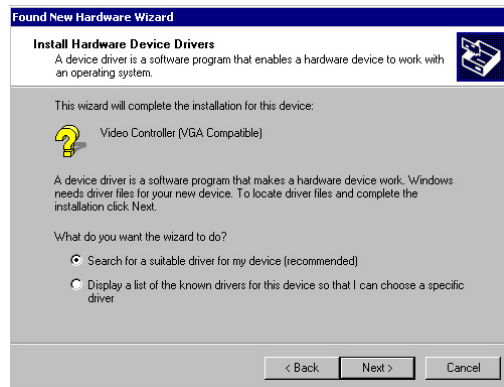 Found New Hardware Wizard
Install Hardware Device Drivers
A device driver is a software program that enables a hardware device to work with
an operating system.
This wizard will complete the installation for this device:
Video Controller (VGA Compatible)
A device driver is a software program that makes a hardware device work. Windows
needs driver files for your new device. To locate driver files and complete the
installation click Next.
What do you want the wizard to do?
Search for a suitable driver for my device (recommended)
Display a list of the known drivers for this device so that I can choose a specific
driver
< Back Next > Cancel